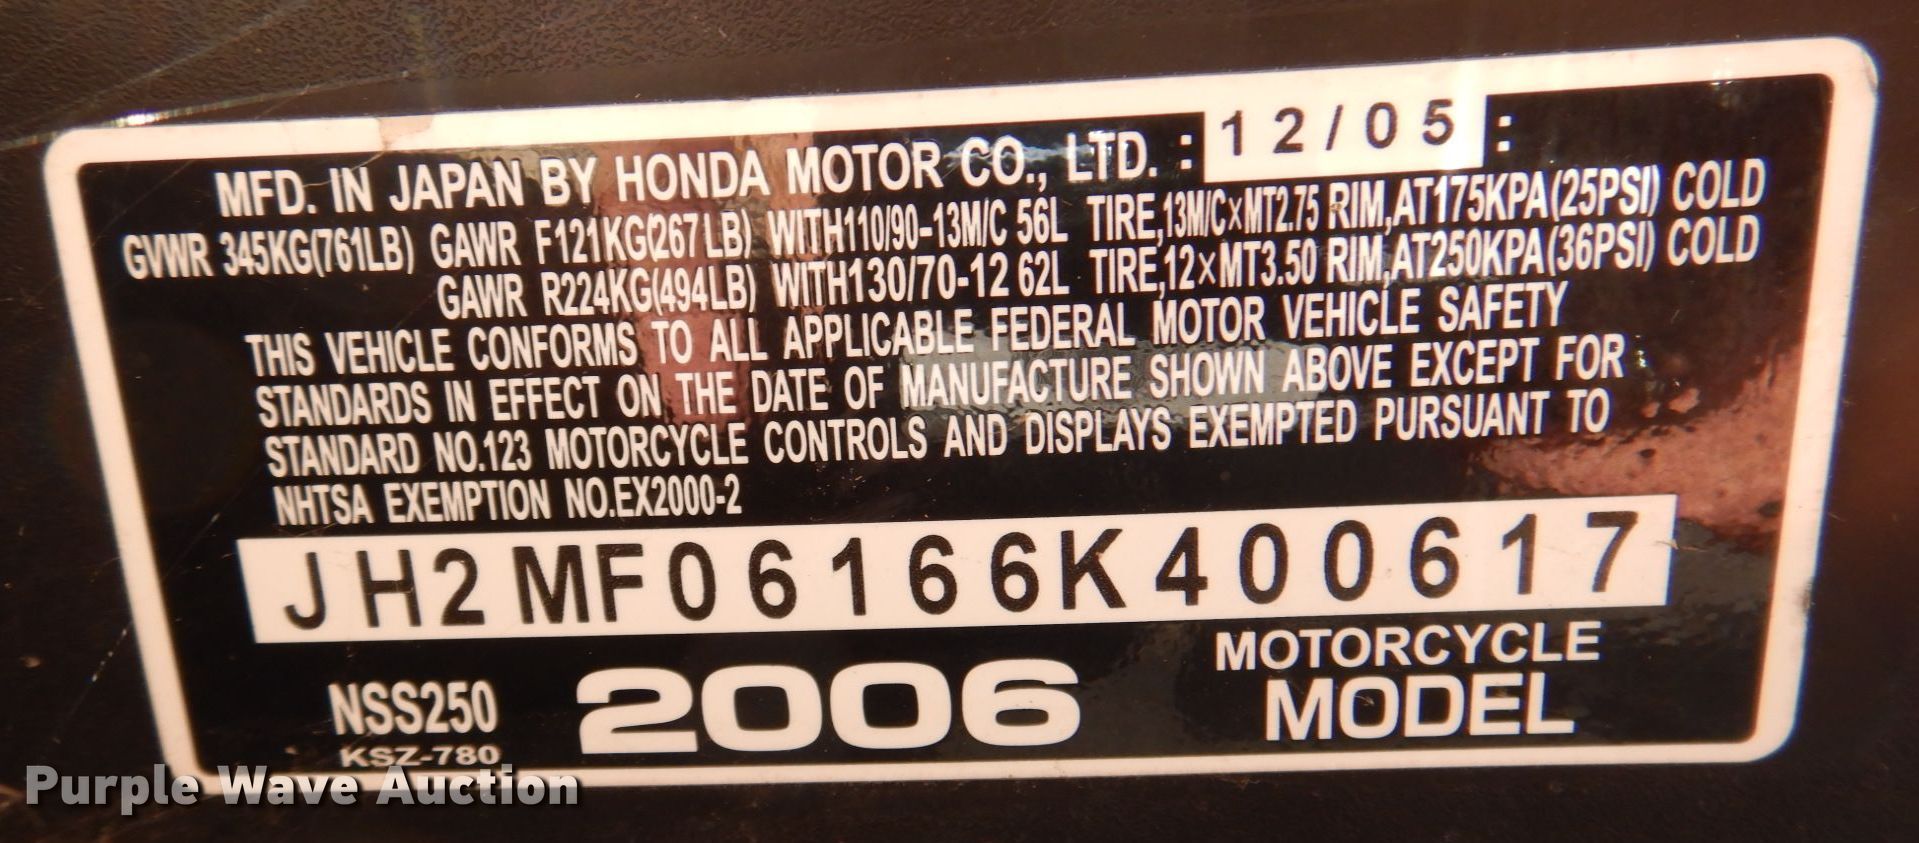 MFD. IN JAPAN BY HONDA MOTOR CO., LTD. : 12/05 :
GVWR 345KG(761LB) GAWR F121KG(267LB) WITH110/90-13M/C 56L TIRE,13M/C×MT2.75 RIM,AT175KPA(25PSI) COLD
GAWR R224KG(494LB) WITH130/70-12 62L TIRE,12×MT3.50 RIM,AT250KPA(36PSI) COLD
THIS VEHICLE CONFORMS TO ALL APPLICABLE FEDERAL MOTOR VEHICLE SAFETY
STANDARDS IN EFFECT ON THE DATE OF MANUFACTURE SHOWN ABOVE EXCEPT FOR
STANDARD NO.123 MOTORCYCLE CONTROLS AND DISPLAYS EXEMPTED PURSUANT TO
NHTSA EXEMPTION NO.EX2000-2
JH2MF06166K400617
NSS250 2006 MOTORCYCLE
KSZ-780 MODEL
Purple Wave Auction